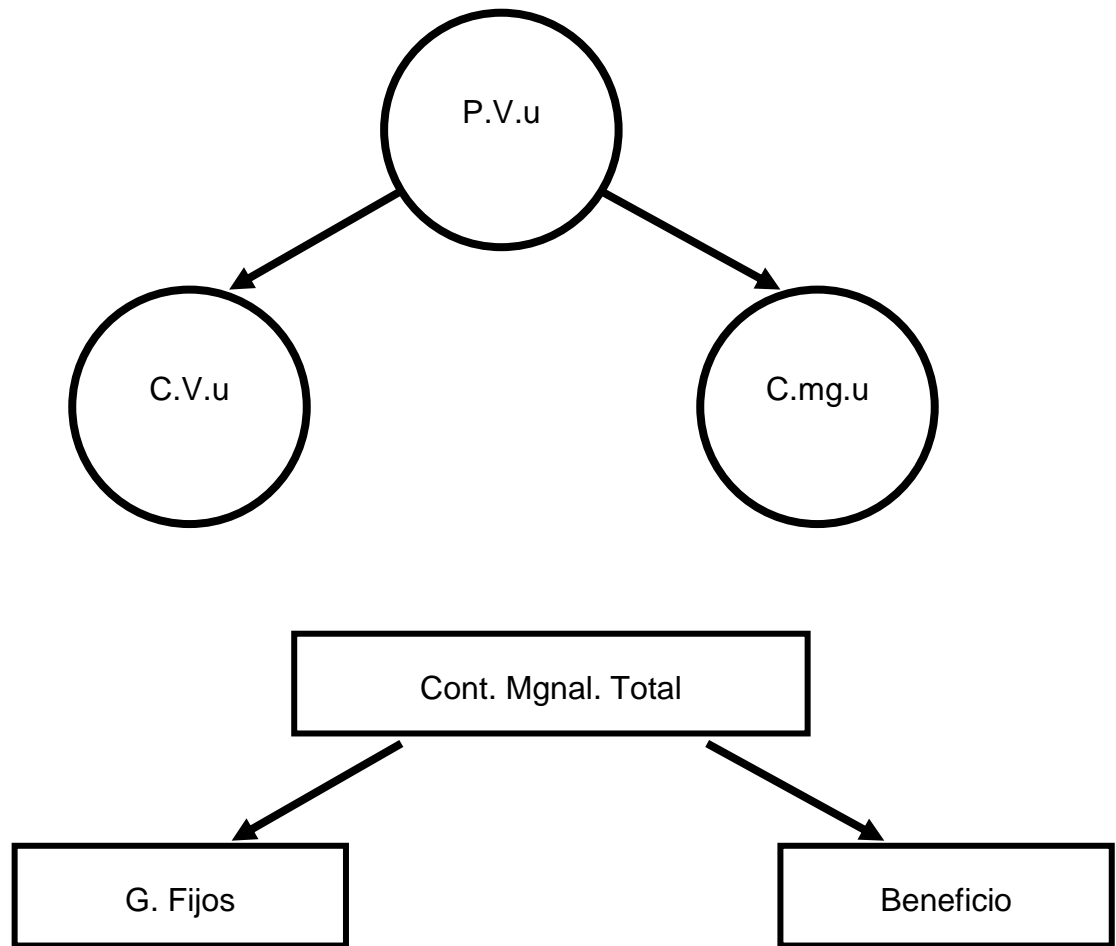 P.V.u
C.V.u
C.mg.u
Cont. Mgnal. Total
G. Fijos
Beneficio